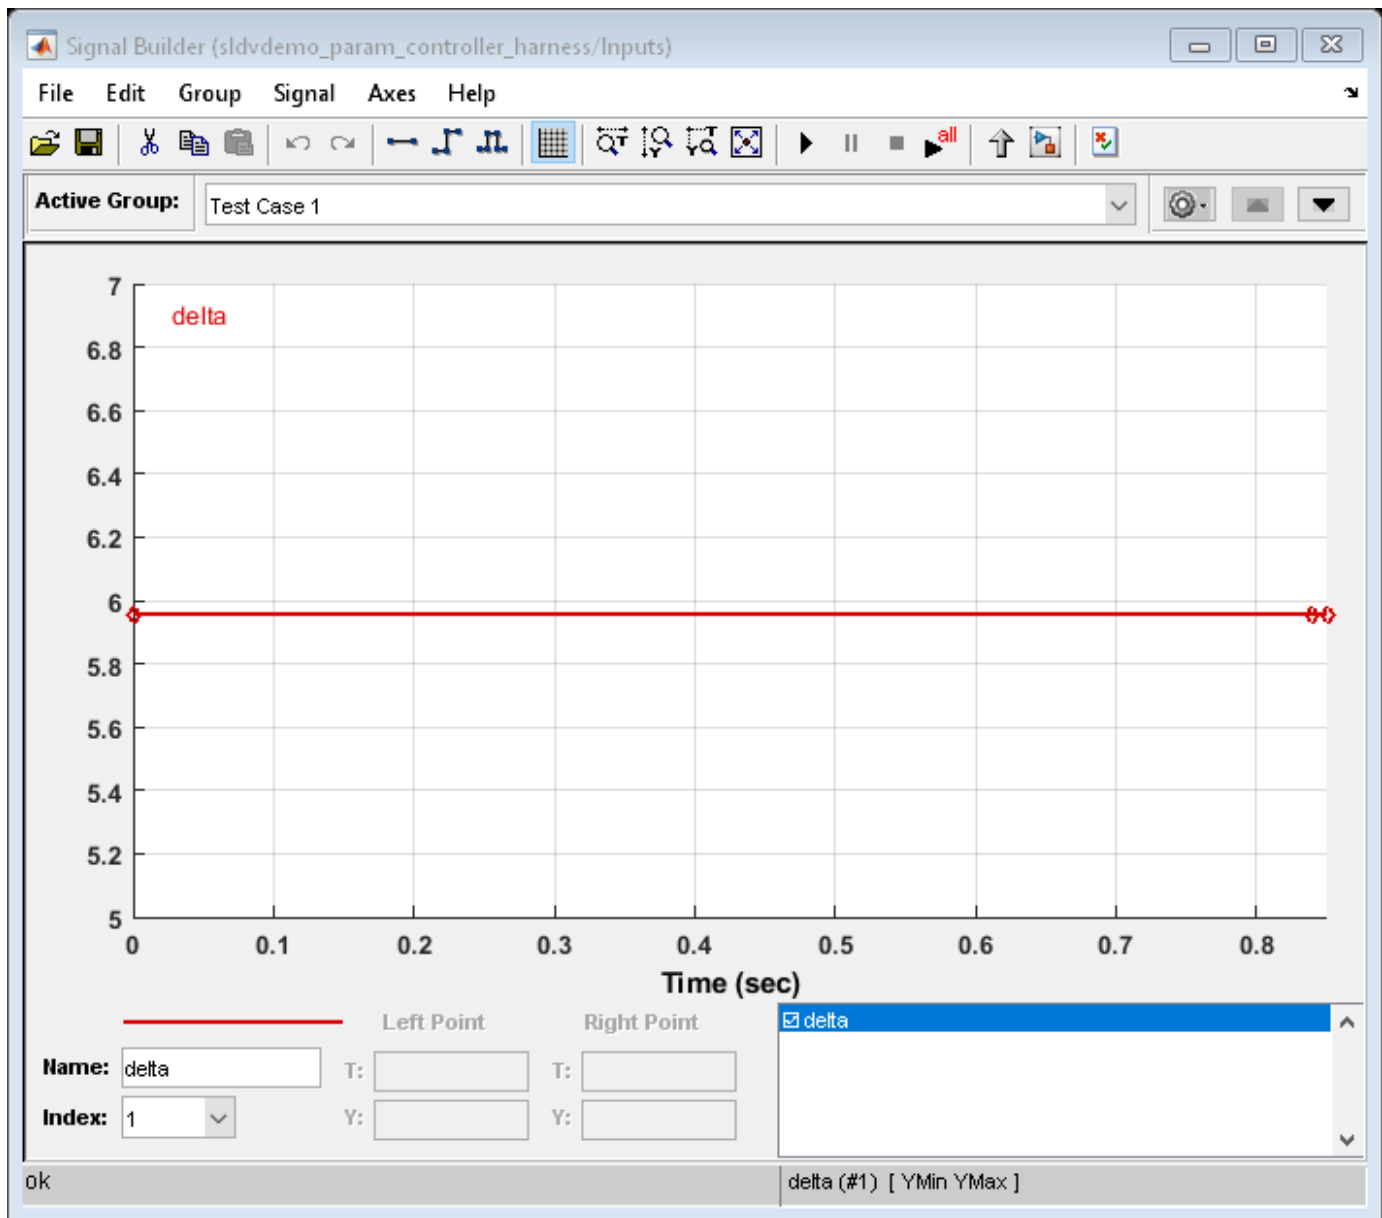 Signal Builder (sldvdemo_param_controller_harness/Inputs)
File Edit Group Signal Axes Help
all
Active Group: Test Case 1
delta
7
6.8
6.6
6.4
6.2
6
5.8
5.6
5.4
5.2
5
0 0.1 0.2 0.3 0.4 0.5 0.6 0.7 0.8
Time (sec)
Left Point Right Point delta
Name: delta T: T:
Index: 1 Y: Y:
ok delta (#1) [ YMin YMax ]